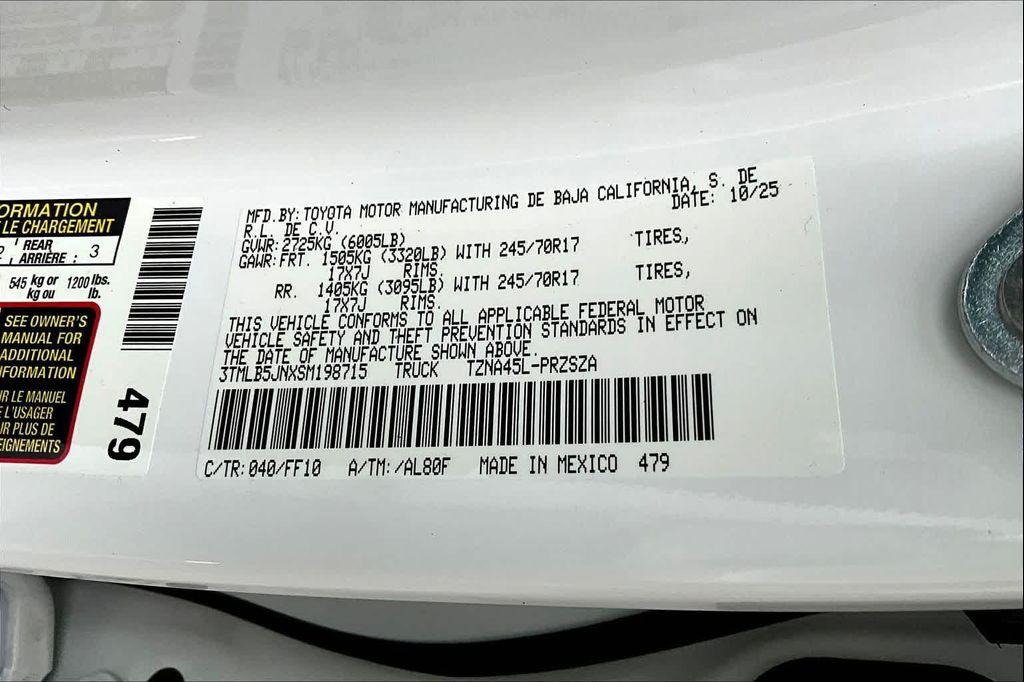 ORMATION
LE CHARGEMENT
REAR
ARRIÈRE : 3
545 kg or 1200 lbs.
kg ou lb.
SEE OWNER'S
MANUAL FOR
ADDITIONAL
INFORMATION
LE MANUEL
L'USAGER
PLUS DE
EIGNEMENTS
479
MFD.BY: TOYOTA MOTOR MANUFACTURING DE BAJA CALIFORNIA, S. DE
R.L. DE C.V. DATE: 10/25
GVWR: 2725KG (6005LB)
GAWR: FRT. 1505KG (3320LB) WITH 245/70R17 TIRES,
17X7J RIMS.
RR. 1405KG (3095LB) WITH 245/70R17 TIRES,
17X7J RIMS.
THIS VEHICLE CONFORMS TO ALL APPLICABLE FEDERAL MOTOR
VEHICLE SAFETY AND THEFT PREVENTION STANDARDS IN EFFECT ON
THE DATE OF MANUFACTURE SHOWN ABOVE.
3TMLB5JNXSM198715 TRUCK TZNA45L-PRZSZA
C/TR: 040/FF10 A/TM: /AL80F MADE IN MEXICO 479